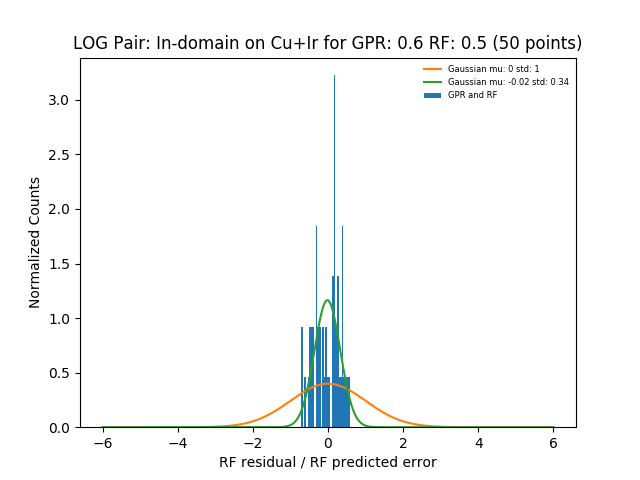 LOG Pair: In-domain on Cu+Ir for GPR: 0.6 RF: 0.5 (50 points)
Gaussian mu: 0 std: 1
Gaussian mu: -0.02 std: 0.34
GPR and RF
Normalized Counts
3.0
2.5
2.0
1.5
1.0
0.5
0.0
−6 −4 −2 0 2 4 6
RF residual / RF predicted error